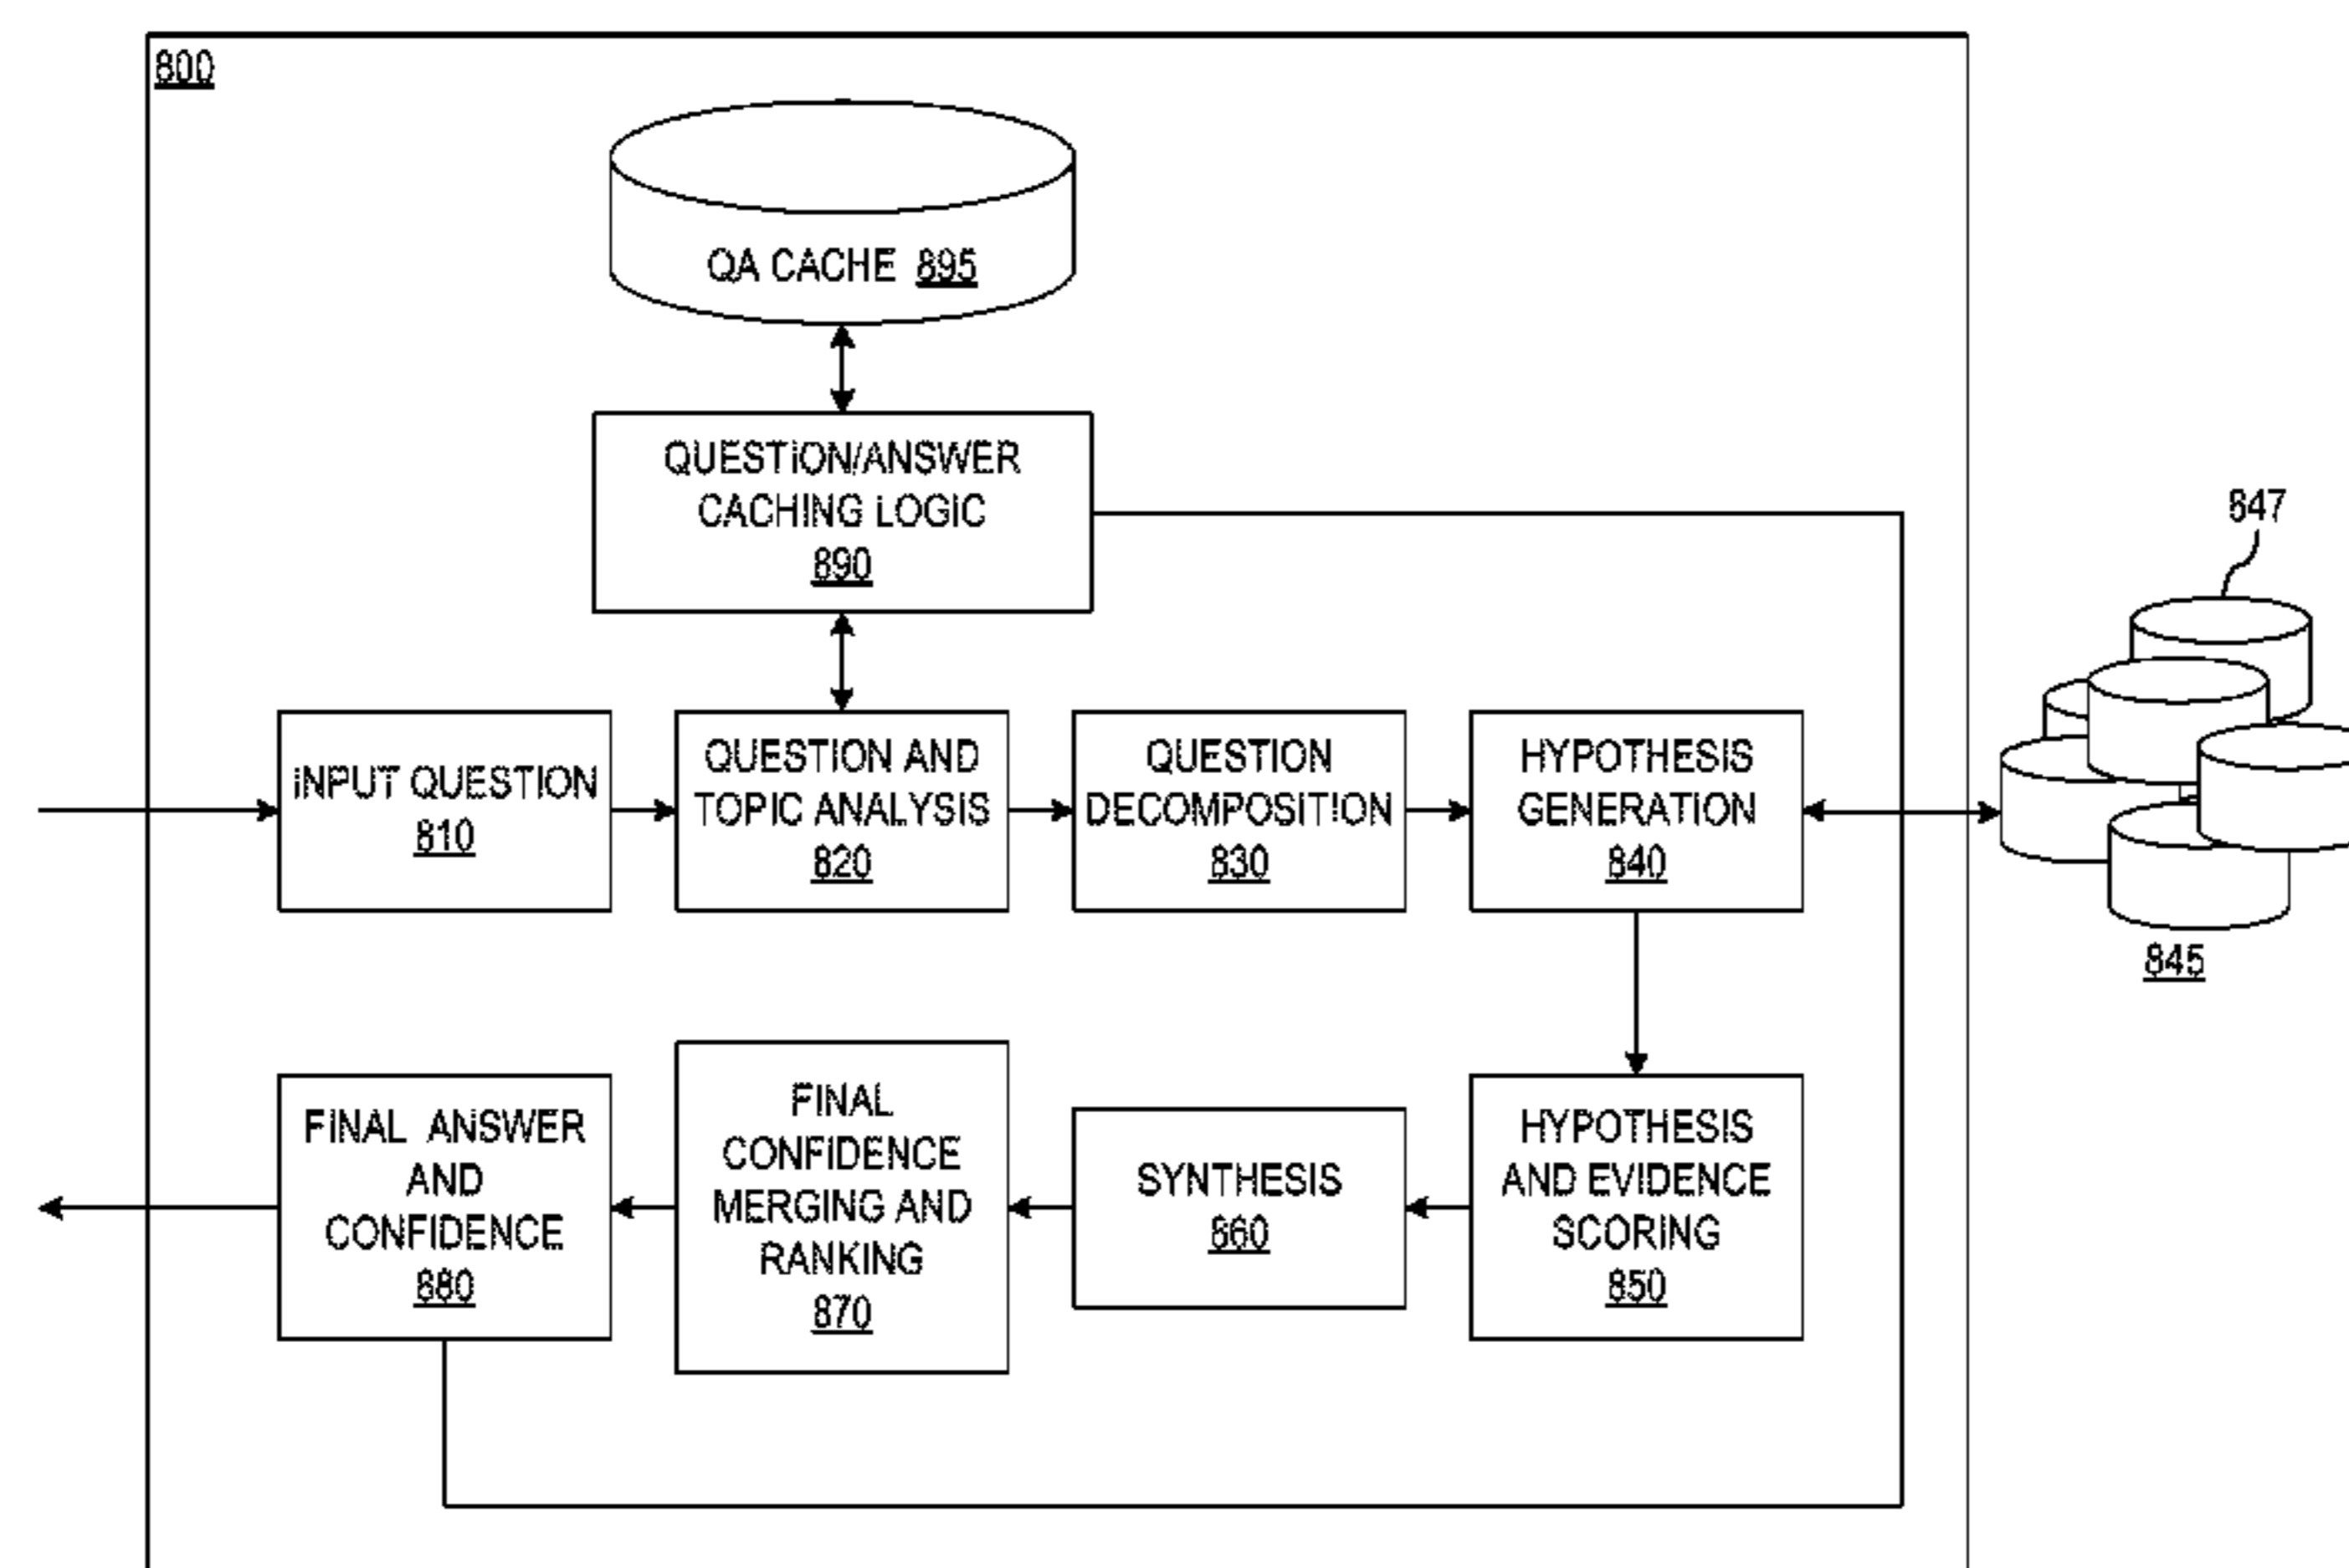 800
QA CACHE 895
QUESTION/ANSWER
CACHING LOGIC
890
847
INPUT QUESTION
810
QUESTION AND
TOPIC ANALYSIS
820
QUESTION
DECOMPOSITION
830
HYPOTHESIS
GENERATION
840
845
FINAL ANSWER
AND
CONFIDENCE
880
FINAL
CONFIDENCE
MERGING AND
RANKING
870
SYNTHESIS
860
HYPOTHESIS
AND EVIDENCE
SCORING
850